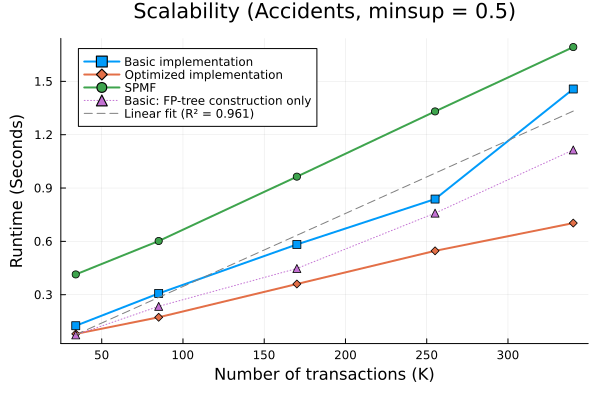 Scalability (Accidents, minsup = 0.5)
Basic implementation
Optimized implementation
SPMF
Basic: FP-tree construction only
Linear fit (R² = 0.961)
Runtime (Seconds)
1.5
1.2
0.9
0.6
0.3
50 100 150 200 250 300
Number of transactions (K)